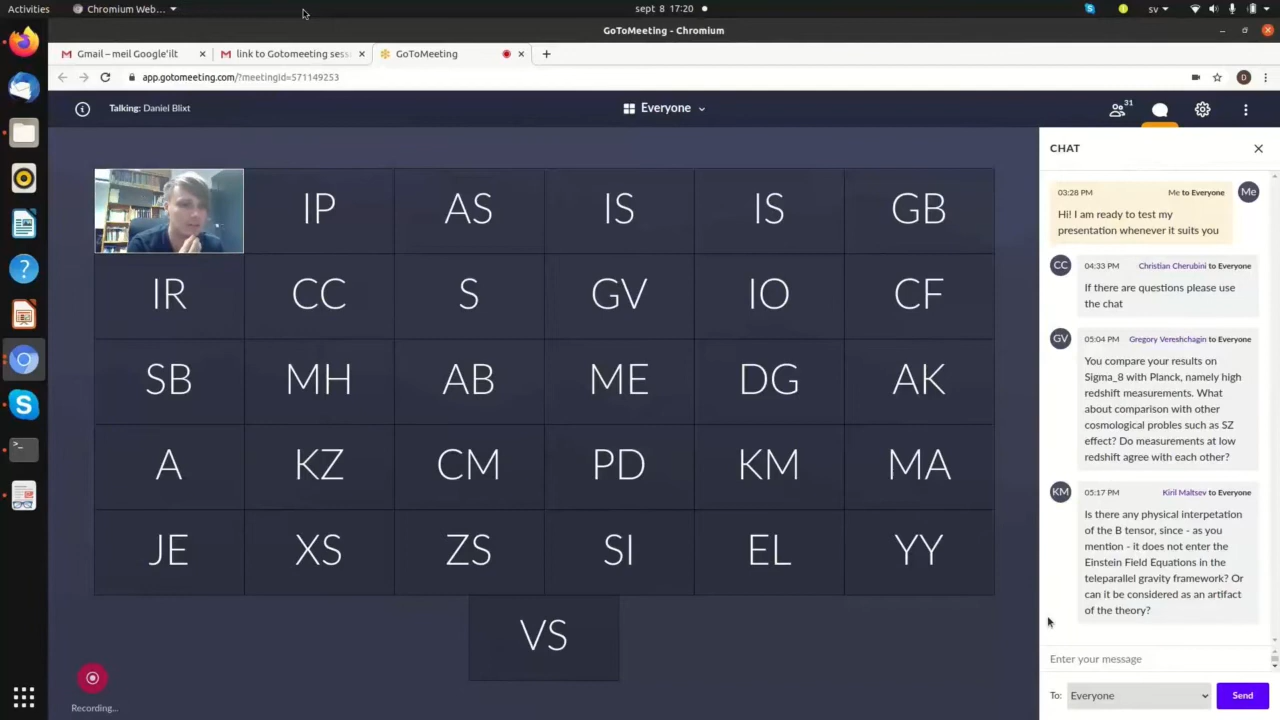 Activities
Chromium Web...
sept 8 17:20
sv
GoToMeeting - Chromium
Gmail – meil Google'ilt
link to Gotomeeting sess
GoToMeeting
app.gotomeeting.com/?meetingId=571149253
D
Talking: Daniel Blixt
Everyone
31
CHAT
03:28 PM
Me to Everyone
Me
Hi! I am ready to test my
presentation whenever it suits you
CC
04:33 PM
Christian Cherubini to Everyone
If there are questions please use
the chat
GV
05:04 PM
Gregory Vereshchagin to Everyone
You compare your results on
Sigma_8 with Planck, namely high
redshift measurements. What
about comparison with other
cosmological probles such as SZ
effect? Do measurements at low
redshift agree with each other?
KM
05:17 PM
Kiril Maltsev to Everyone
Is there any physical interpetation
of the B tensor, since - as you
mention - it does not enter the
Einstein Field Equations in the
teleparallel gravity framework? Or
can it be considered as an artifact
of the theory?
IP AS IS IS GB
IR CC S GV IO CF
SB MH AB ME DG AK
A KZ CM PD KM MA
JE XS ZS SI EL YY
VS
Recording...
Enter your message
To: Everyone
Send